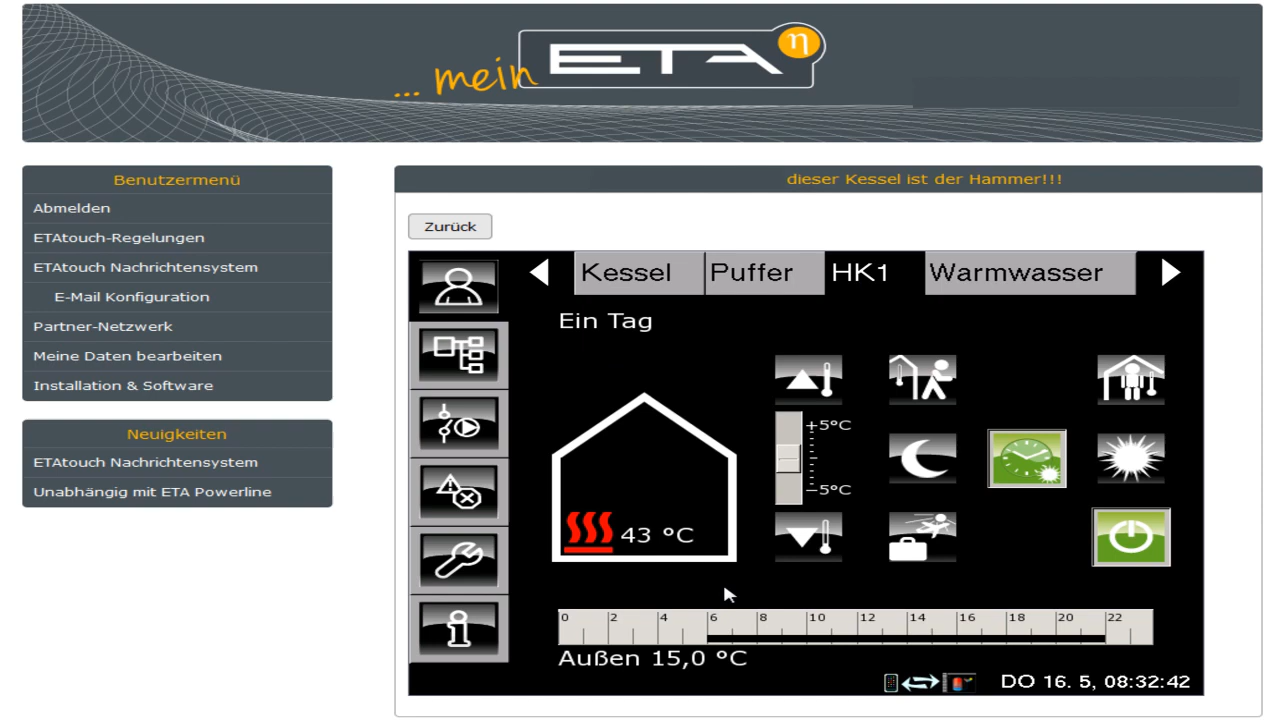 ... mein ETA η
Benutzermenü
Abmelden
ETAtouch-Regelungen
ETAtouch Nachrichtensystem
E-Mail Konfiguration
Partner-Netzwerk
Meine Daten bearbeiten
Installation & Software
Neuigkeiten
ETAtouch Nachrichtensystem
Unabhängig mit ETA Powerline
dieser Kessel ist der Hammer!!!
Zurück
Kessel Puffer HK1 Warmwasser
Ein Tag
+5°C
-5°C
43 °C
0 2 4 6 8 10 12 14 16 18 20 22
Außen 15,0 °C
DO 16. 5, 08:32:42